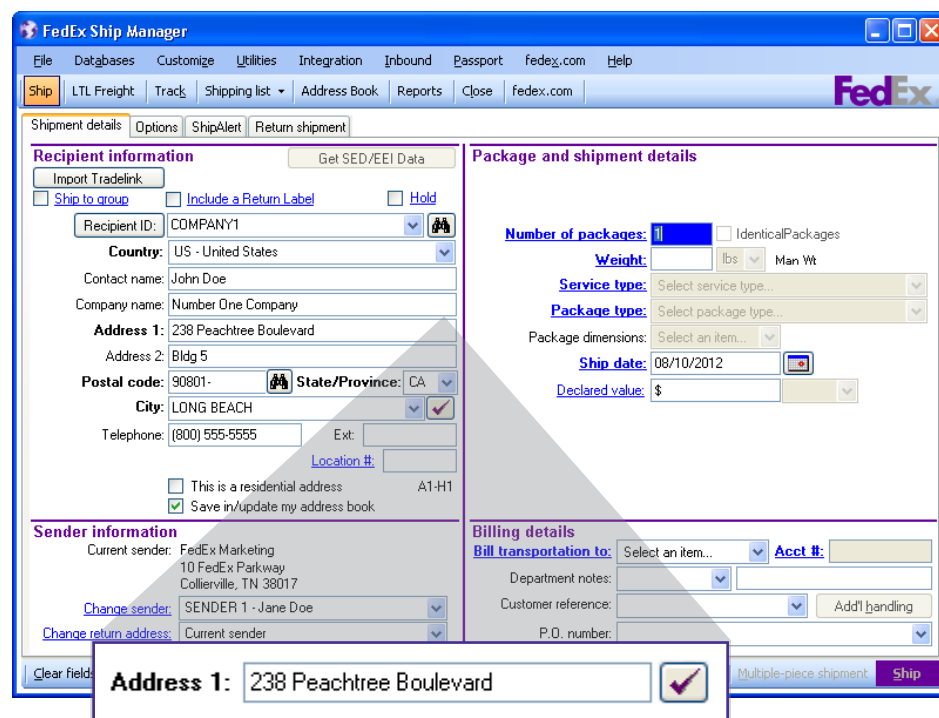 FedEx Ship Manager
File Databases Customize Utilities Integration Inbound Passport fedex.com Help
Ship LTL Freight Track Shipping list Address Book Reports Close fedex.com FedEx
Shipment details Options ShipAlert Return shipment
Recipient information Get SED/EEI Data
Import Tradelink
Ship to group Include a Return Label Hold
Recipient ID: COMPANY1
Country: US - United States
Contact name: John Doe
Company name: Number One Company
Address 1: 238 Peachtree Boulevard
Address 2: Bldg 5
Postal code: 90801- State/Province: CA
City: LONG BEACH
Telephone: (800) 555-5555 Ext:
Location #:
This is a residential address A1-H1
Save in/update my address book
Package and shipment details
Number of packages: 1 IdenticalPackages
Weight: lbs Man Wt
Service type: Select service type...
Package type: Select package type...
Package dimensions: Select an item...
Ship date: 08/10/2012
Declared value: $
Sender information
Current sender: FedEx Marketing
10 FedEx Parkway
Collierville, TN 38017
Change sender: SENDER 1 - Jane Doe
Change return address: Current sender
Billing details
Bill transportation to: Select an item... Acct #:
Department notes:
Customer reference: Add'l handling
P.O. number:
Clear fields Multiple-piece shipment Ship
Address 1: 238 Peachtree Boulevard